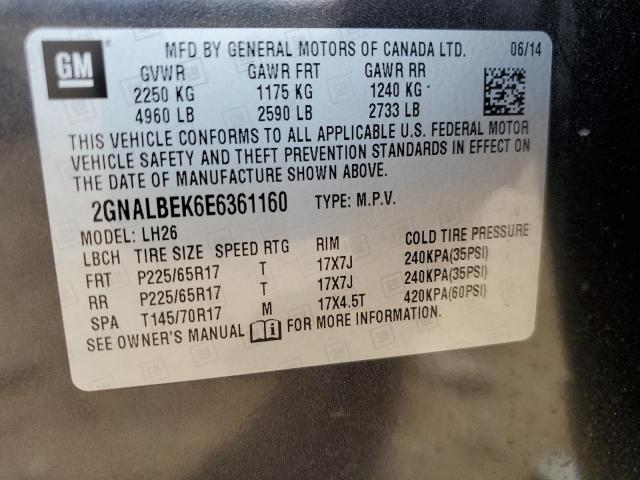 GM
MFD BY GENERAL MOTORS OF CANADA LTD. 06/14
GVWR GAWR FRT GAWR RR
2250 KG 1175 KG 1240 KG
4960 LB 2590 LB 2733 LB
THIS VEHICLE CONFORMS TO ALL APPLICABLE U.S. FEDERAL MOTOR
VEHICLE SAFETY AND THEFT PREVENTION STANDARDS IN EFFECT ON
THE DATE OF MANUFACTURE SHOWN ABOVE.
2GNALBEK6E6361160 TYPE: M.P.V.
MODEL: LH26
LBCH TIRE SIZE SPEED RTG RIM COLD TIRE PRESSURE
FRT P225/65R17 T 17X7J 240KPA(35PSI)
RR P225/65R17 T 17X7J 240KPA(35PSI)
SPA T145/70R17 M 17X4.5T 420KPA(60PSI)
SEE OWNER'S MANUAL FOR MORE INFORMATION.